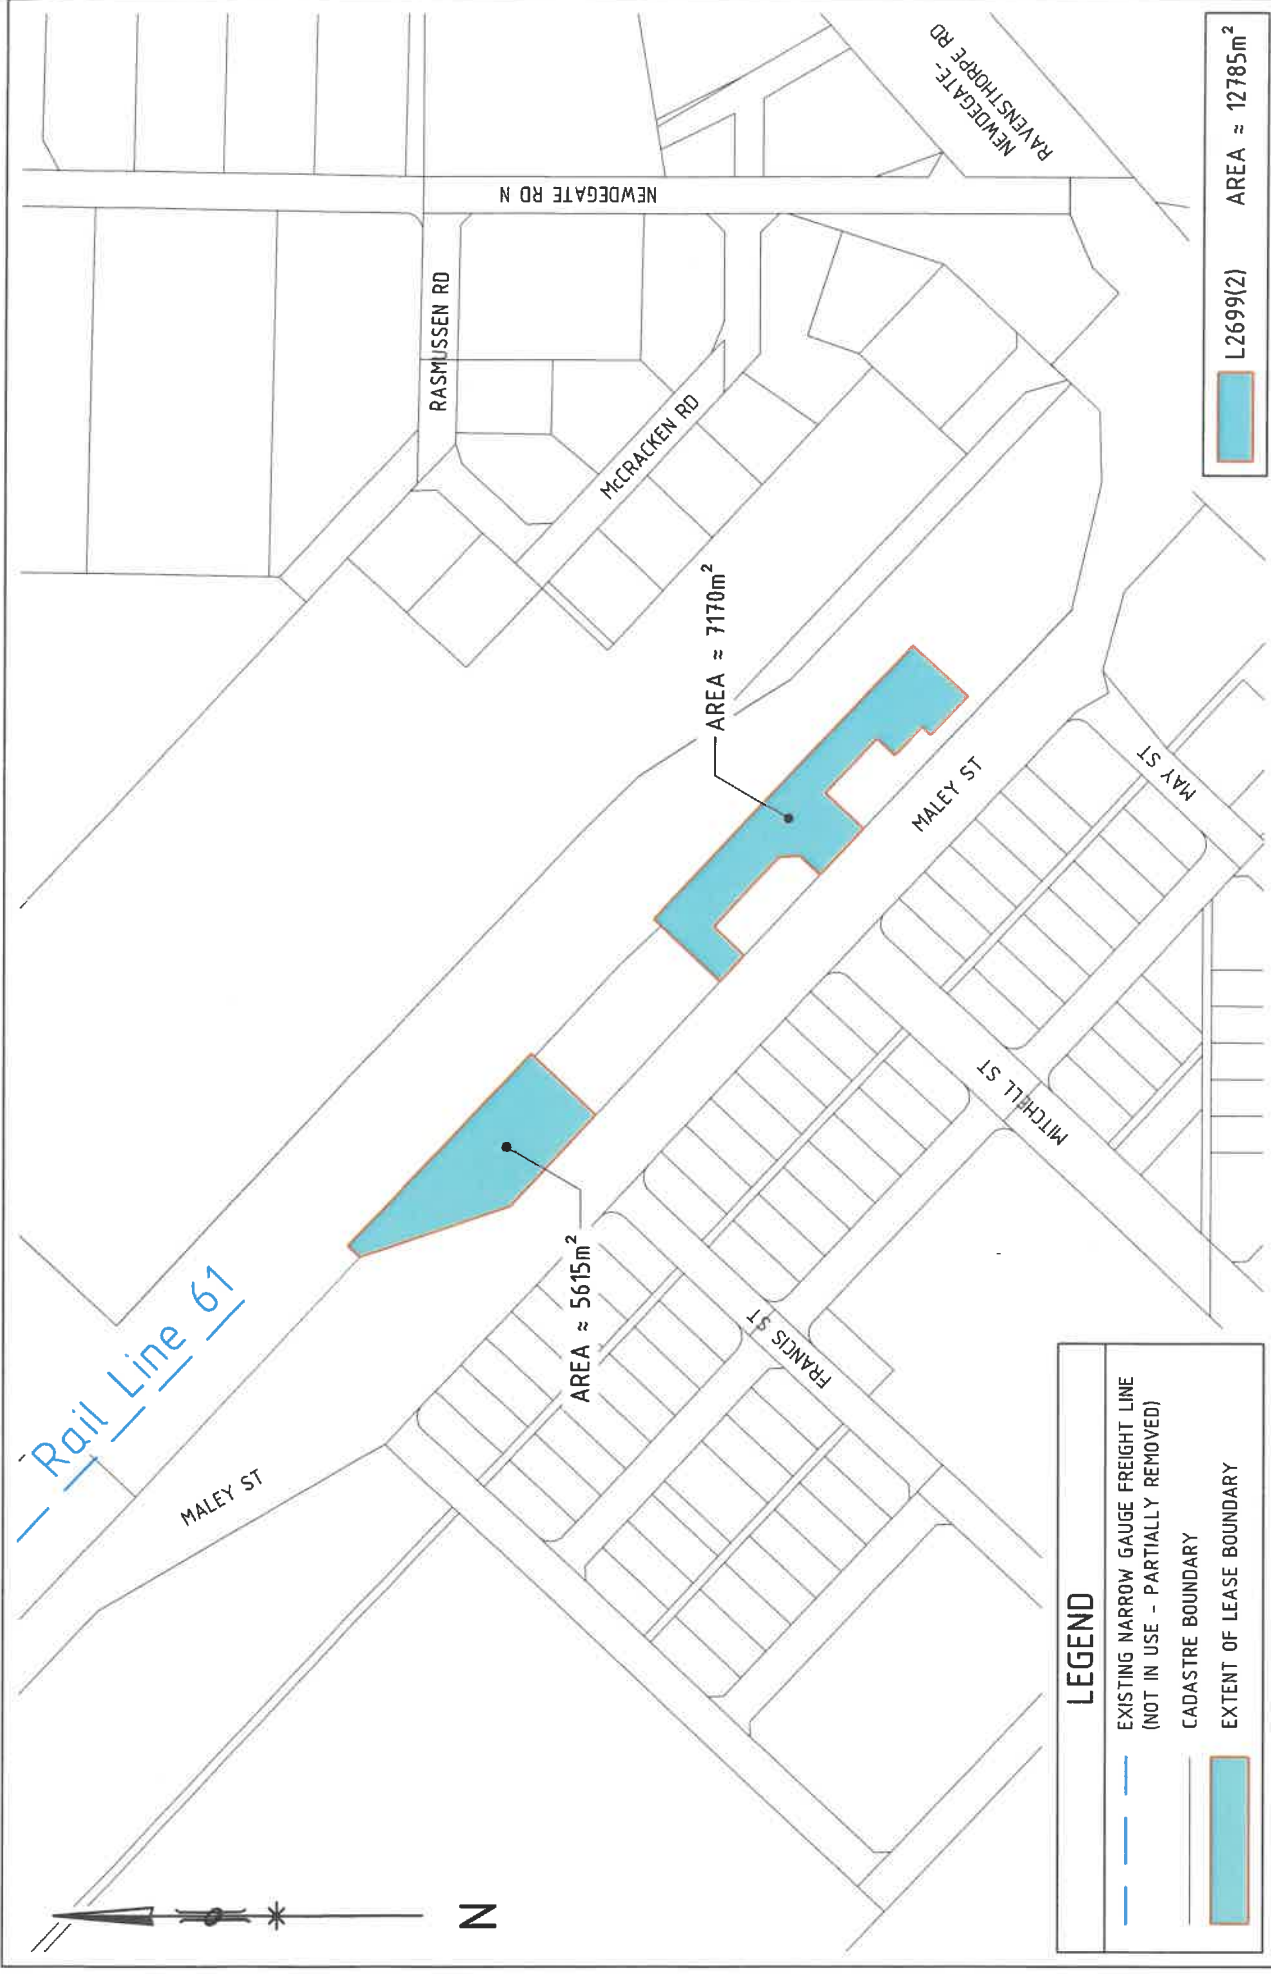 Rail Line 61
MALEY ST
AREA ≈ 5615m²
FRANCIS ST
MITCHELL ST
MALEY ST
MAY ST
AREA ≈ 7170m²
McCRACKEN RD
RASMUSSEN RD
NEWDEGATE RD N
NEWDEGATE-
RAVENSTHORPE RD
N
LEGEND
EXISTING NARROW GAUGE FREIGHT LINE
(NOT IN USE - PARTIALLY REMOVED)
CADASTRE BOUNDARY
EXTENT OF LEASE BOUNDARY
L2699(2) AREA ≈ 12785m²